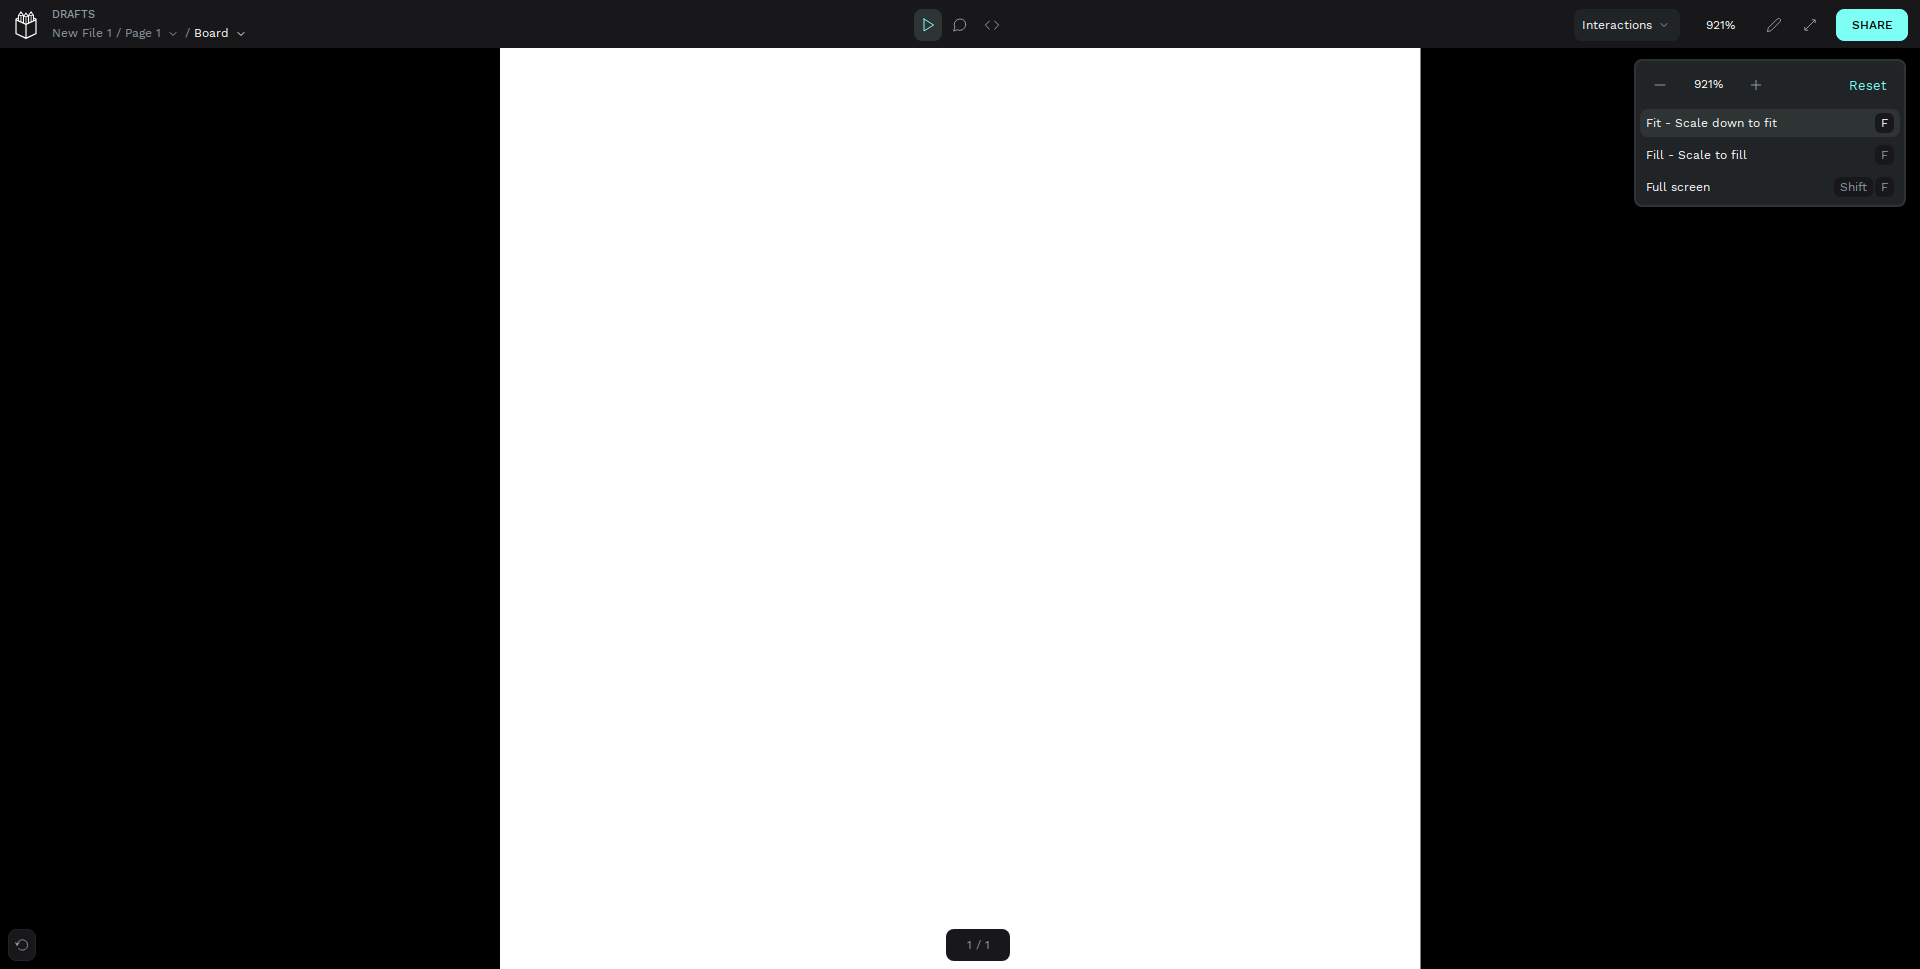 DRAFTS
New File 1 / Page 1 / Board
Interactions
921%
SHARE
921%
Reset
Fit - Scale down to fit F
Fill - Scale to fill F
Full screen Shift F
1 / 1